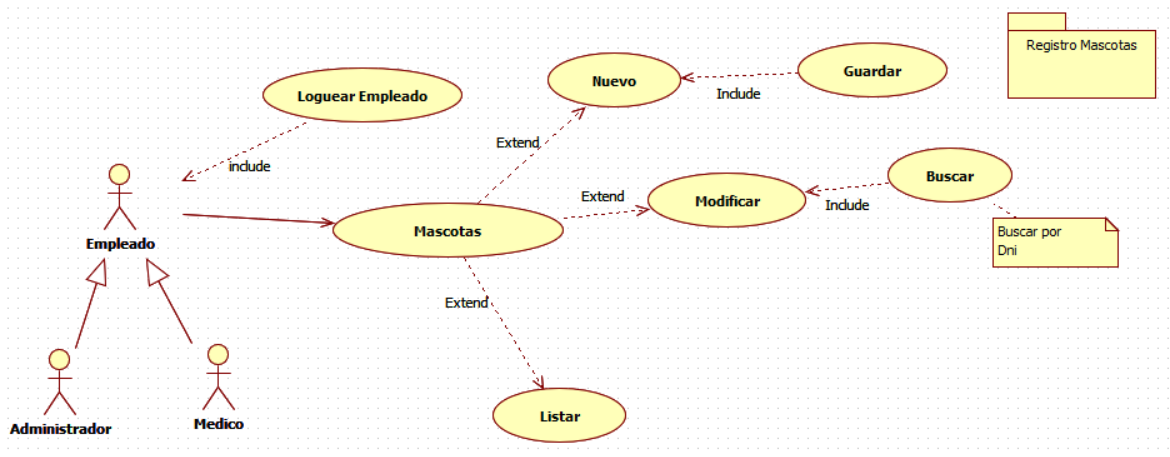 Registro Mascotas
Nuevo
Guardar
Include
Loguear Empleado
include
Extend
Buscar
Extend
Modificar
Include
Buscar por
Dni
Mascotas
Empleado
Extend
Listar
Administrador
Medico